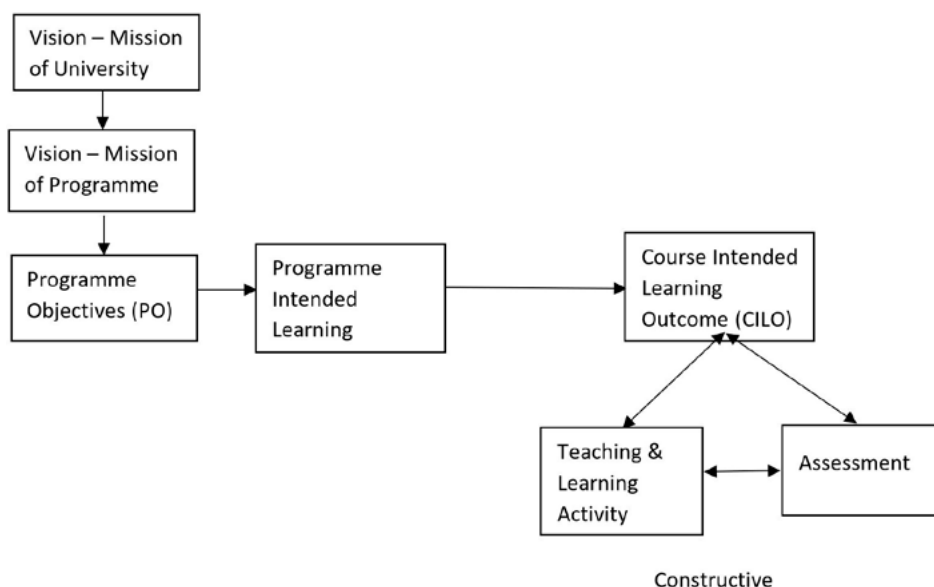 Vision – Mission
of University
Vision – Mission
of Programme
Programme
Objectives (PO)
Programme
Intended
Learning
Course Intended
Learning
Outcome (CILO)
Teaching &
Learning
Activity
Assessment
Constructive